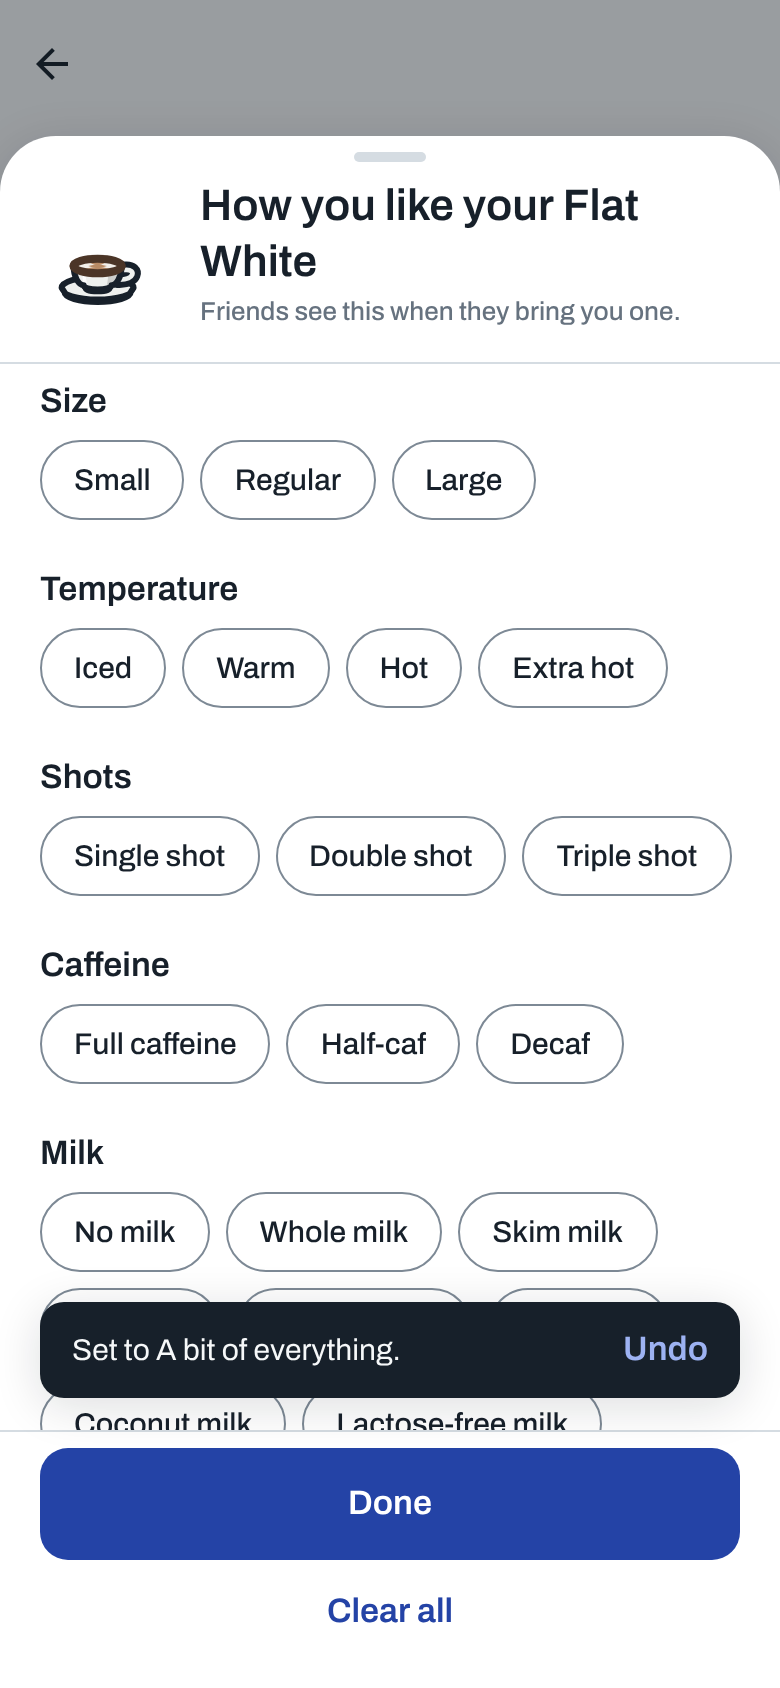 How you like your Flat
White
Friends see this when they bring you one.
Size
Small Regular Large
Temperature
Iced Warm Hot Extra hot
Shots
Single shot Double shot Triple shot
Caffeine
Full caffeine Half-caf Decaf
Milk
No milk Whole milk Skim milk
Set to A bit of everything. Undo
Coconut milk Lactose-free milk
Done
Clear all